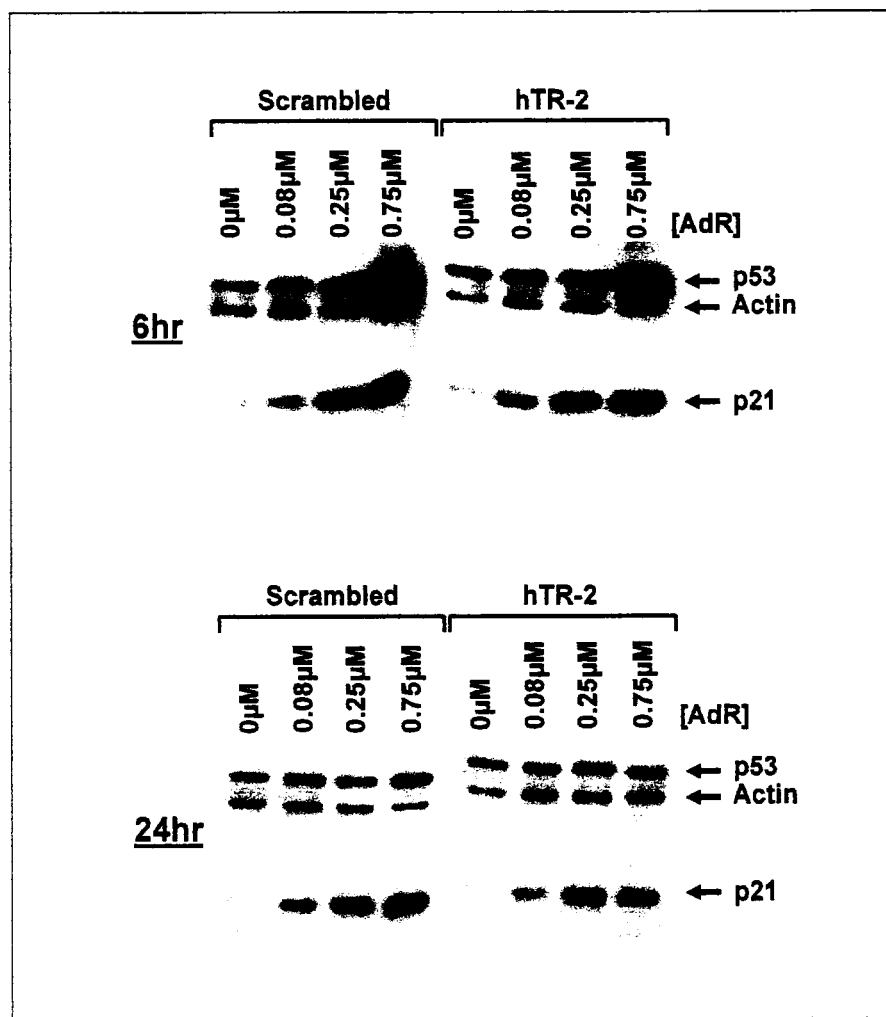 Scrambled hTR-2
0µM 0.08µM 0.25µM 0.75µM 0µM 0.08µM 0.25µM 0.75µM [AdR]
p53
Actin
6hr
p21
Scrambled hTR-2
0µM 0.08µM 0.25µM 0.75µM 0µM 0.08µM 0.25µM 0.75µM [AdR]
p53
Actin
24hr
p21